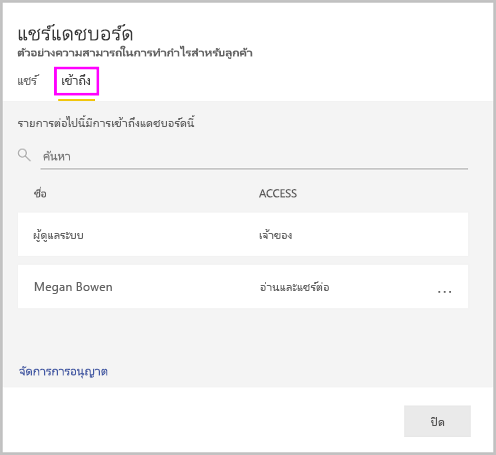 แชร์แดชบอร์ด
ตัวอย่างความสามารถในการทำกำไรสำหรับลูกค้า
แชร์ เข้าถึง
รายการต่อไปนี้มีการเข้าถึงแดชบอร์ดนี้
ค้นหา
ชื่อ ACCESS
ผู้ดูแลระบบ เจ้าของ
Megan Bowen อ่านและแชร์ต่อ ...
จัดการการอนุญาต
ปิด